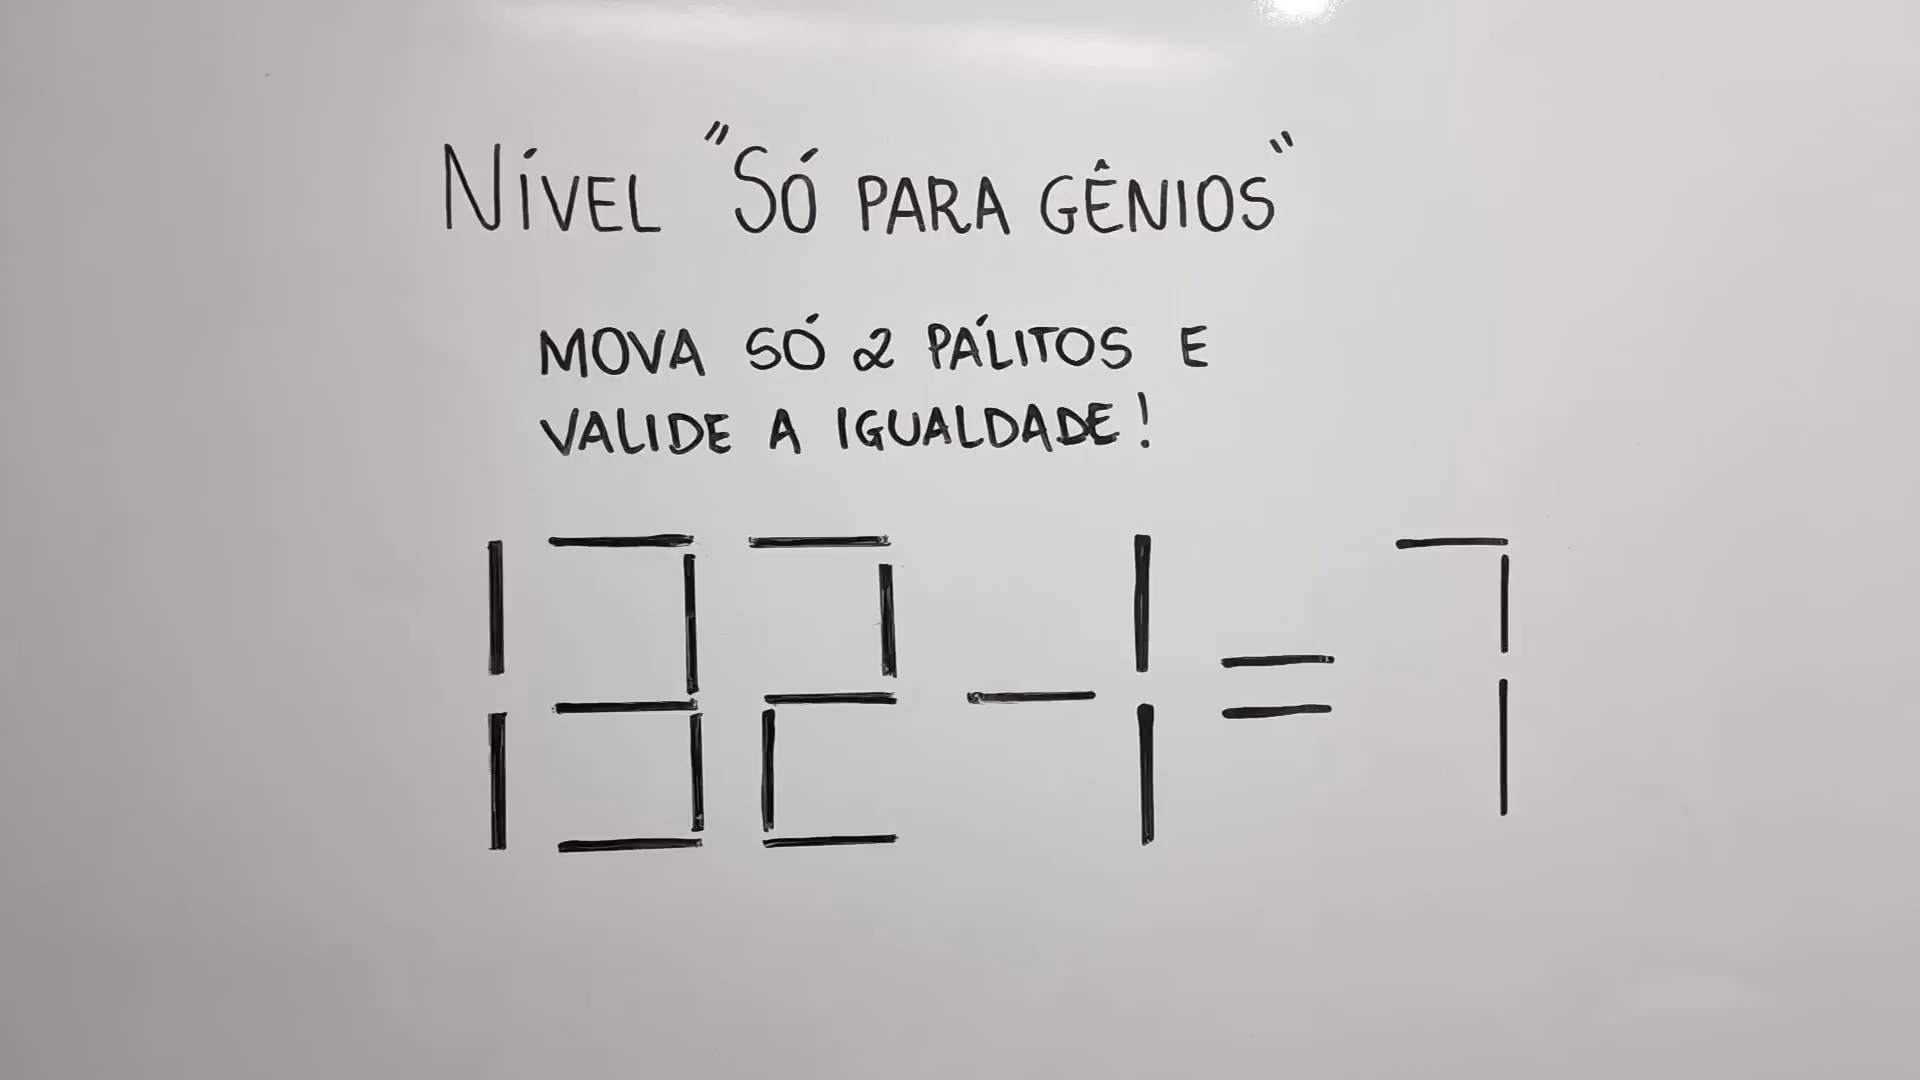 NÍVEL "SÓ PARA GÊNIOS"
MOVA SÓ 2 PÁLITOS E
VALIDE A IGUALDADE!
132-1=7